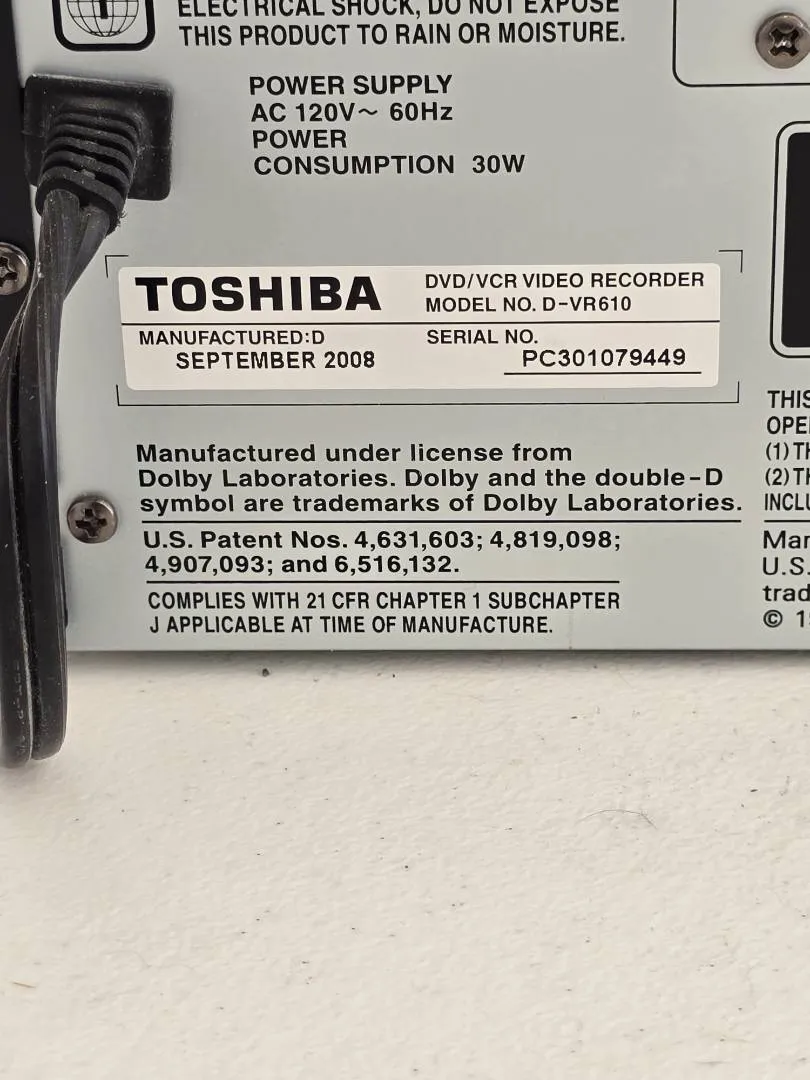 ELECTRICAL SHOCK, DO NOT EXPOSE
THIS PRODUCT TO RAIN OR MOISTURE.
POWER SUPPLY
AC 120V~ 60Hz
POWER
CONSUMPTION 30W
TOSHIBA
DVD/VCR VIDEO RECORDER
MODEL NO. D-VR610
MANUFACTURED:D
SEPTEMBER 2008
SERIAL NO.
PC301079449
Manufactured under license from
Dolby Laboratories. Dolby and the double-D
symbol are trademarks of Dolby Laboratories.
U.S. Patent Nos. 4,631,603; 4,819,098;
4,907,093; and 6,516,132.
COMPLIES WITH 21 CFR CHAPTER 1 SUBCHAPTER
J APPLICABLE AT TIME OF MANUFACTURE.
THIS
(1)
(2)
U.S.
©